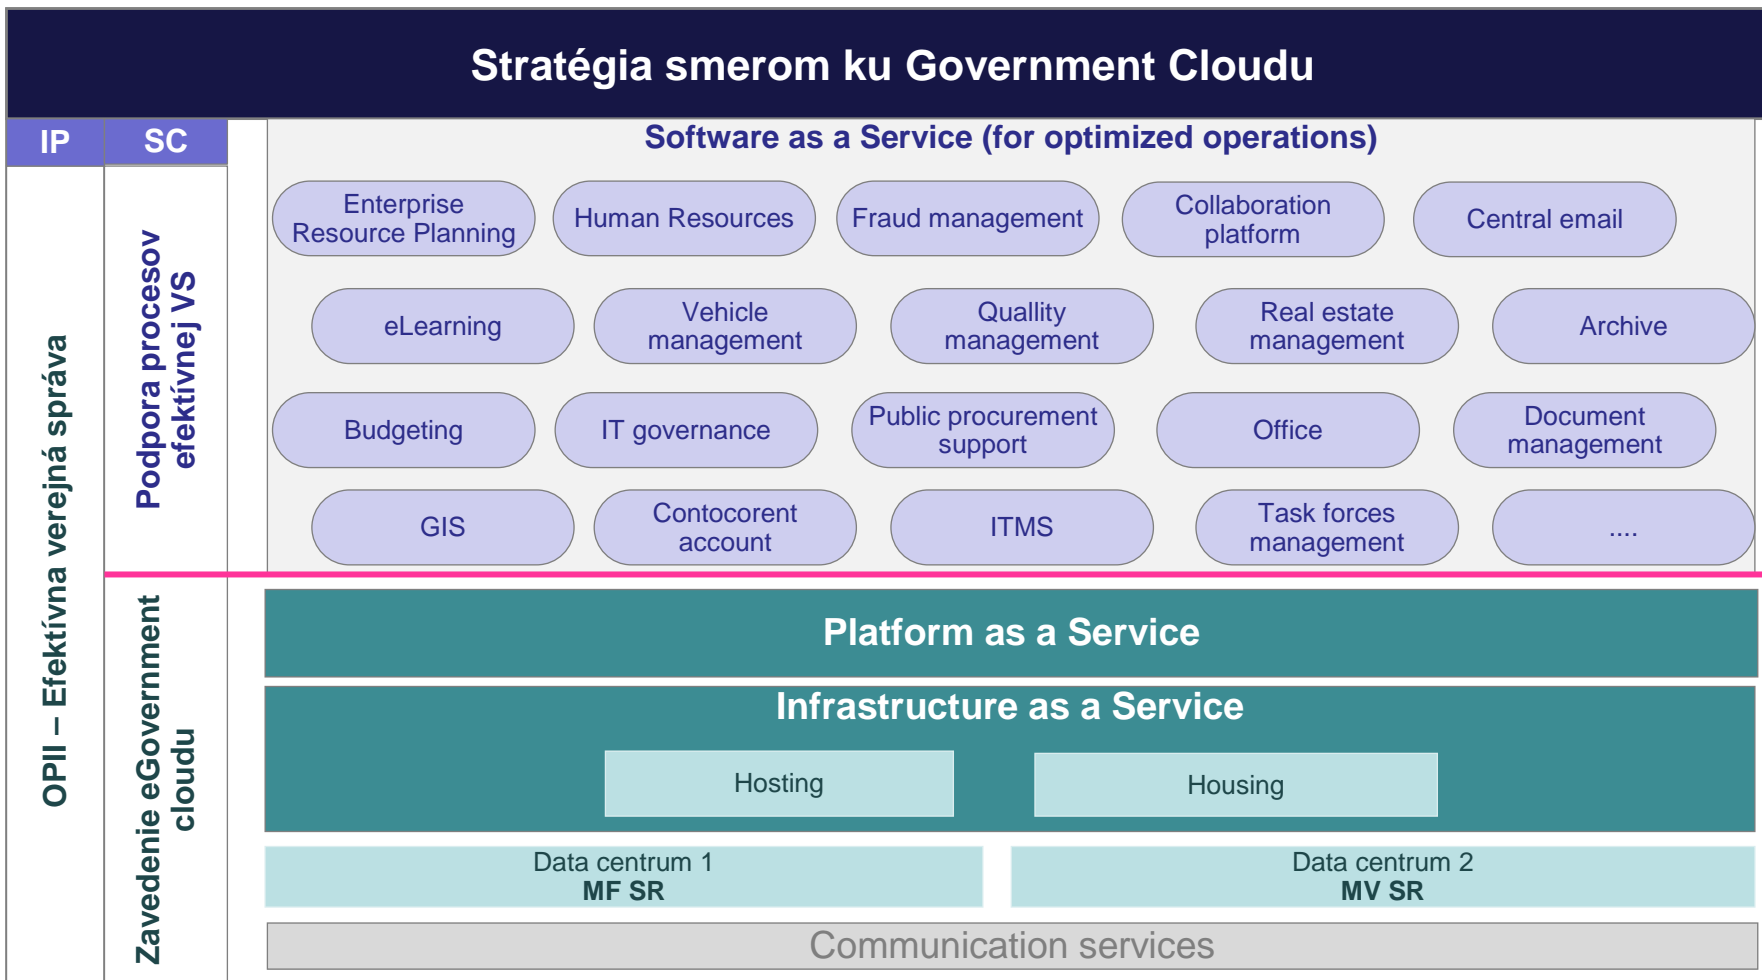 Stratégia smerom ku Government Cloudu
IP
SC
Software as a Service (for optimized operations)
OPII – Efektívna verejná správa
Podpora procesov
efektívnej VS
Enterprise
Resource Planning
Human Resources
Fraud management
Collaboration
platform
Central email
eLearning
Vehicle
management
Quallity
management
Real estate
management
Archive
Budgeting
IT governance
Public procurement
support
Office
Document
management
GIS
Contocorent
account
ITMS
Task forces
management
....
Zavedenie eGovernment
cloudu
Platform as a Service
Infrastructure as a Service
Hosting
Housing
Data centrum 1
MF SR
Data centrum 2
MV SR
Communication services